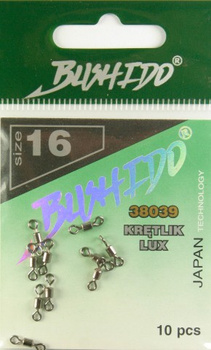 BUSHIDO®
size 16
BUSHIDO®
38039
KRĘTLIK
LUX
JAPAN
TECHNOLOGY
10 pcs